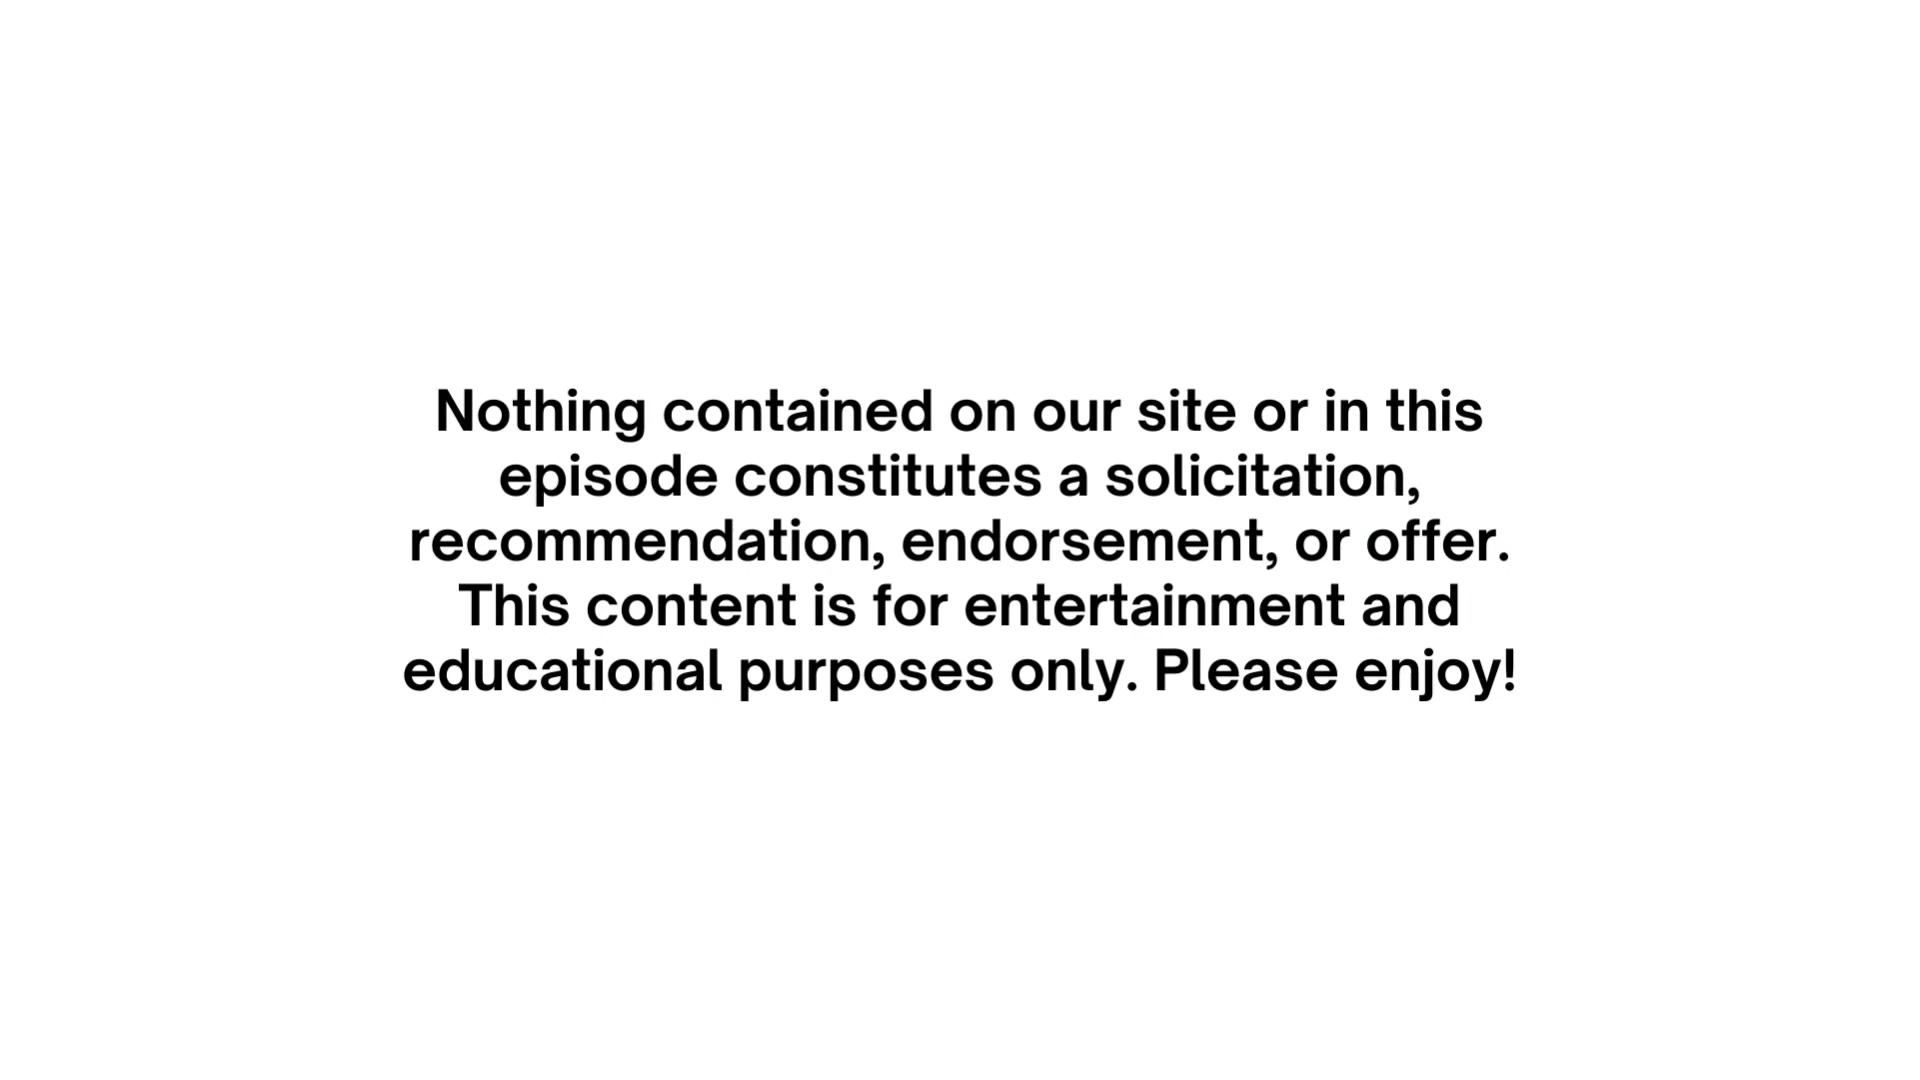 Nothing contained on our site or in this
episode constitutes a solicitation,
recommendation, endorsement, or offer.
This content is for entertainment and
educational purposes only. Please enjoy!